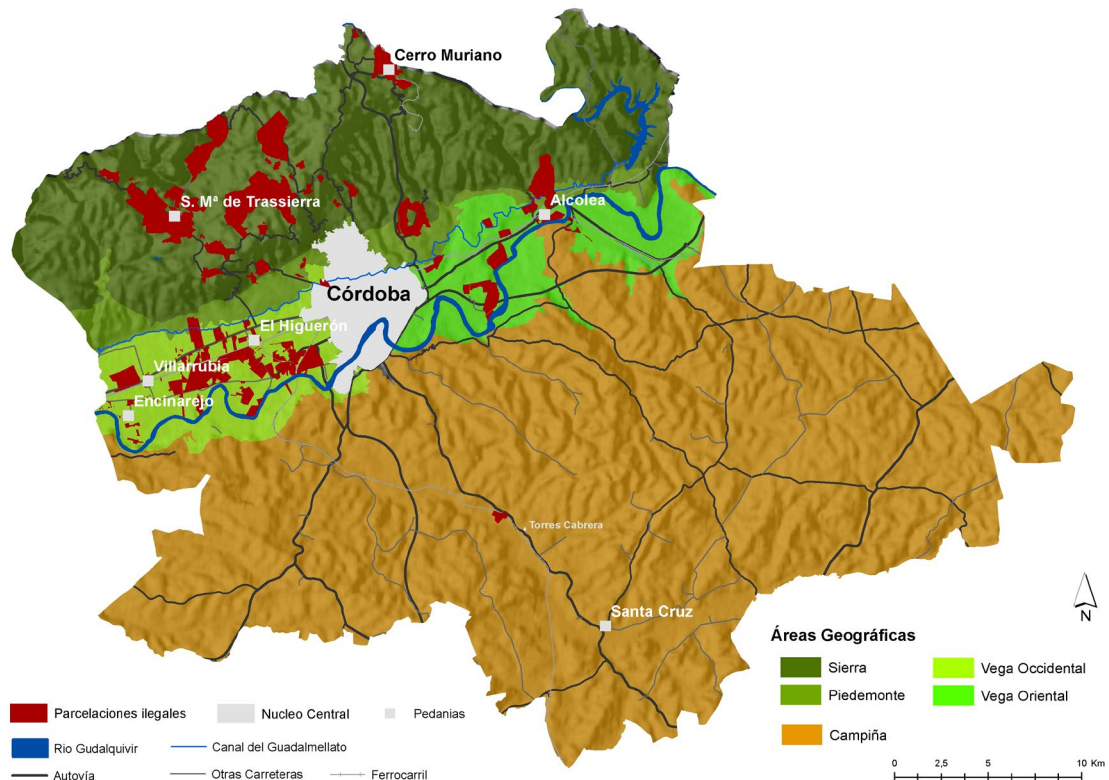 Cerro Muriano
S. Mª de Trassierra
Alcolea
Córdoba
El Higuerón
Villarrubia
Encinarejo
Torres Cabrera
Santa Cruz
N
Áreas Geográficas
Sierra
Vega Occidental
Piedemonte
Vega Oriental
Campiña
Parcelaciones ilegales
Nucleo Central
Pedanias
Rio Gudalquivir
Canal del Guadalmellato
Autovía
Otras Carreteras
Ferrocarril
0 2,5 5 10 Km